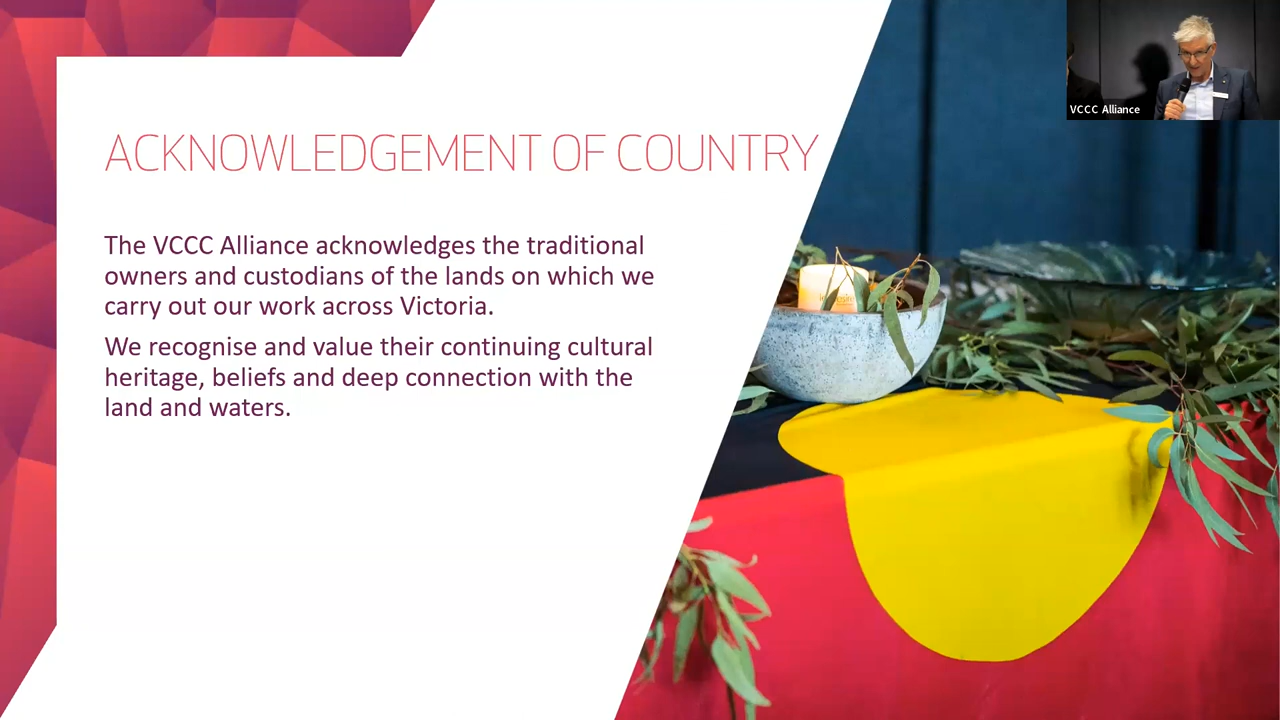 ACKNOWLEDGEMENT OF COUNTRY
VCCC Alliance
The VCCC Alliance acknowledges the traditional
owners and custodians of the lands on which we
carry out our work across Victoria.
We recognise and value their continuing cultural
heritage, beliefs and deep connection with the
land and waters.